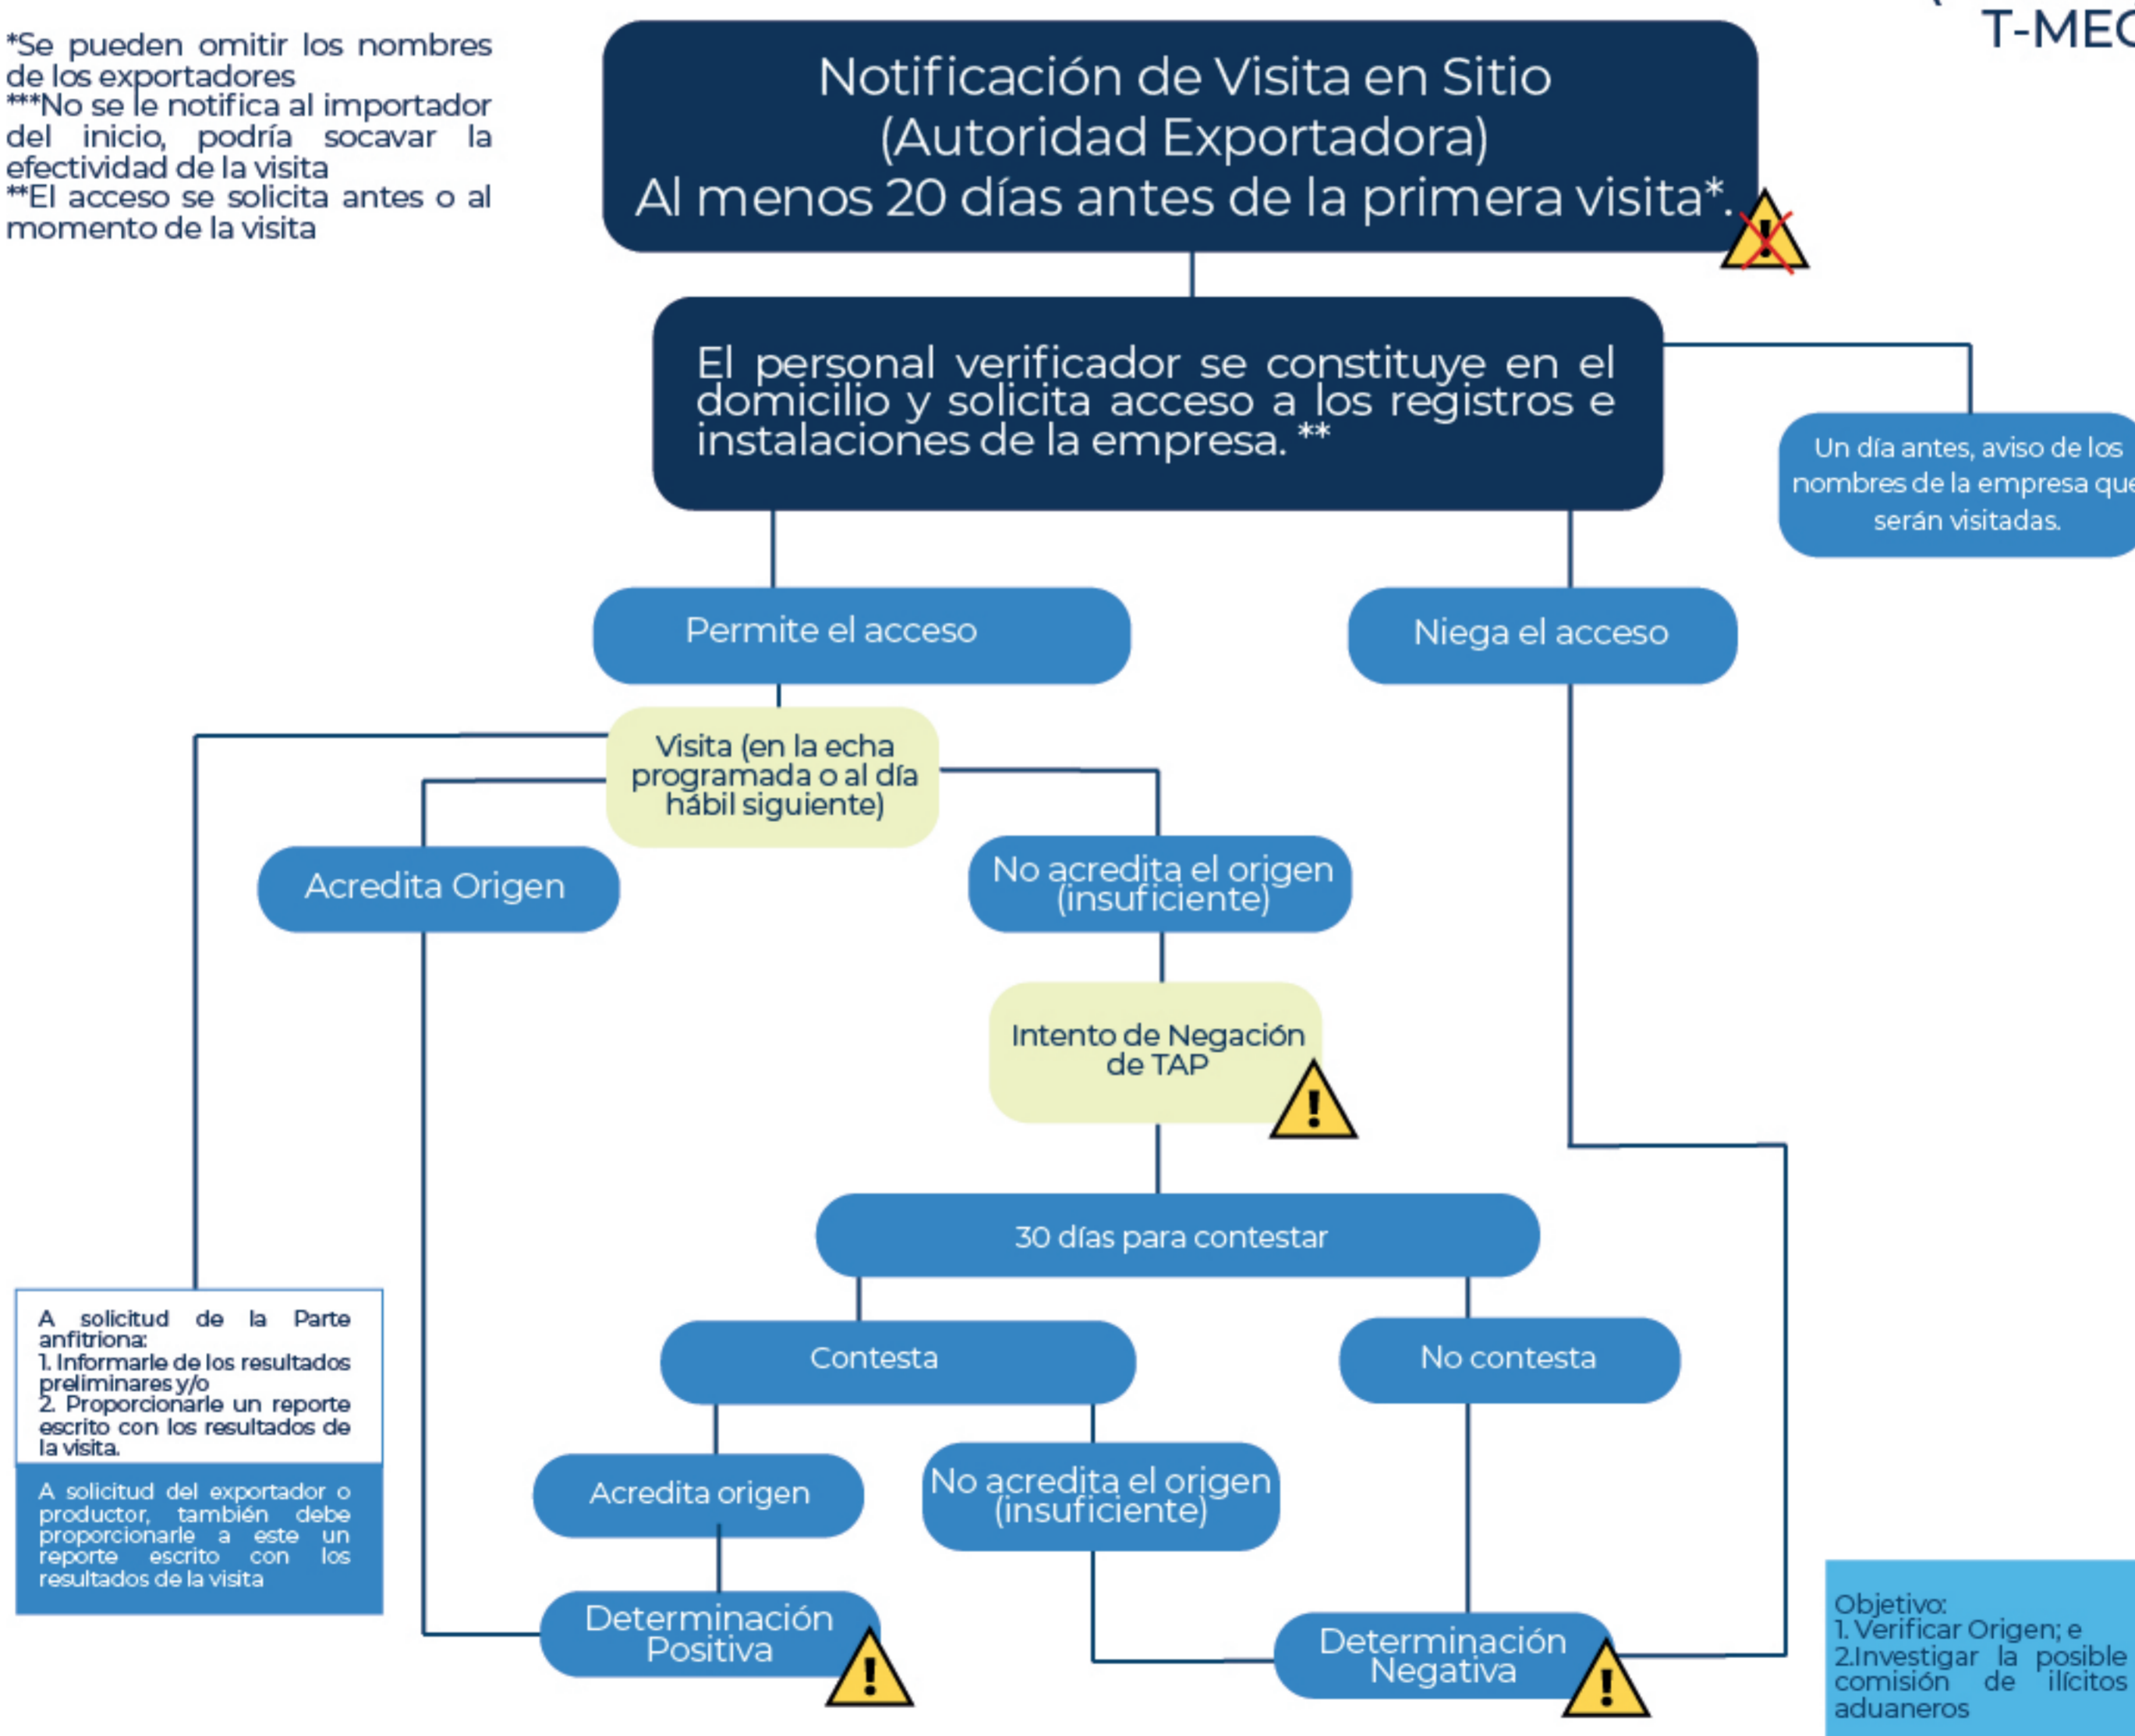 T-MEC
*Se pueden omitir los nombres
de los exportadores
***No se le notifica al importador
del inicio, podría socavar la
efectividad de la visita
**El acceso se solicita antes o al
momento de la visita
Notificación de Visita en Sitio
(Autoridad Exportadora)
Al menos 20 días antes de la primera visita*.
El personal verificador se constituye en el
domicilio y solicita acceso a los registros e
instalaciones de la empresa. **
Un día antes, aviso de los
nombres de la empresa que
serán visitadas.
Permite el acceso
Niega el acceso
Visita (en la echa
programada o al día
hábil siguiente)
Acredita Origen
No acredita el origen
(insuficiente)
Intento de Negación
de TAP
30 días para contestar
A solicitud de la Parte
anfitriona:
1. Informarle de los resultados
preliminares y/o
2. Proporcionarle un reporte
escrito con los resultados de
la visita.
A solicitud del exportador o
productor, también debe
proporcionarle a este un
reporte escrito con los
resultados de la visita
Contesta
No contesta
Acredita origen
No acredita el origen
(insuficiente)
Determinación
Positiva
Determinación
Negativa
Objetivo:
1. Verificar Origen; e
2.Investigar la posible
comisión de ilícitos
aduaneros